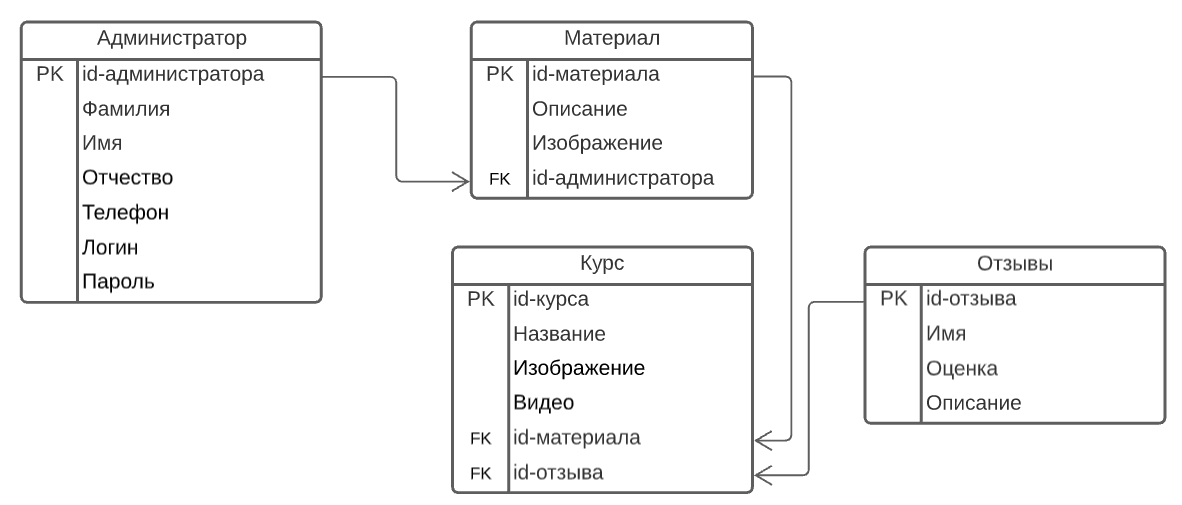 Администратор
PK id-администратора
Фамилия
Имя
Отчество
Телефон
Логин
Пароль
Материал
PK id-материала
Описание
Изображение
FK id-администратора
Курс
PK id-курса
Название
Изображение
Видео
FK id-материала
FK id-отзыва
Отзывы
PK id-отзыва
Имя
Оценка
Описание